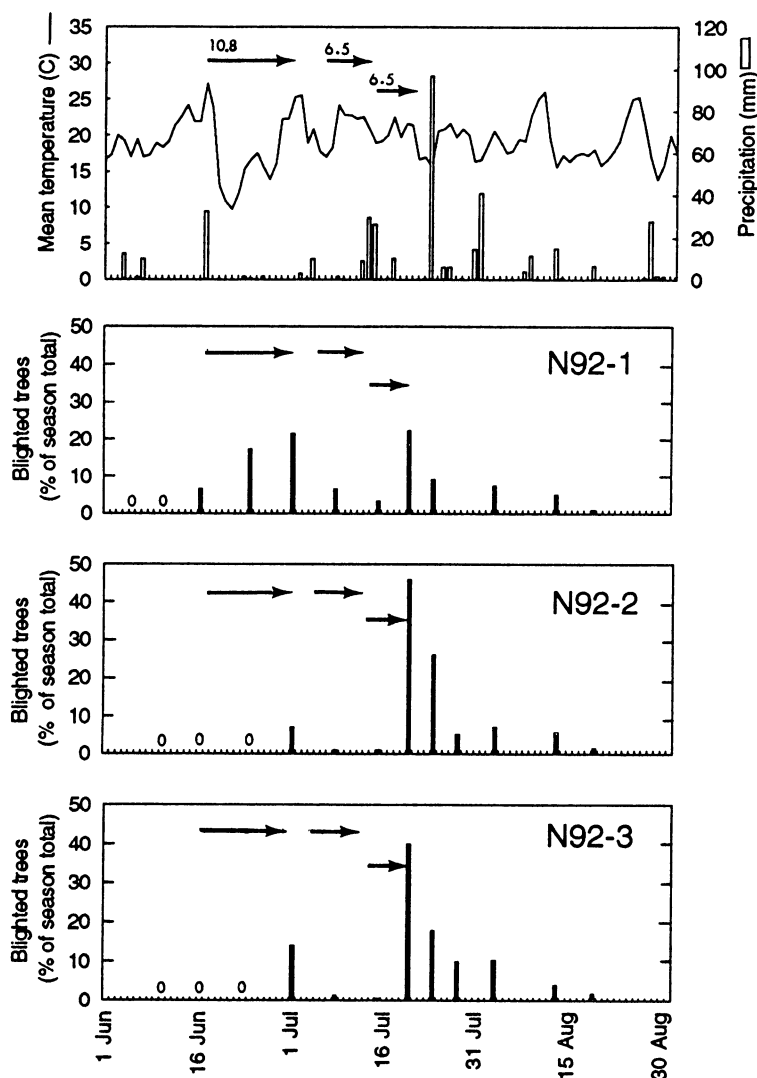 Mean temperature (C)
35
30
25
20
15
10
5
0
10.8
6.5
6.5
120
100
80
60
40
20
0
Precipitation (mm)
Blighted trees
(% of season total)
50
40
30
20
10
0
N92-1
0 0
Blighted trees
(% of season total)
50
40
30
20
10
0
N92-2
0 0 0
Blighted trees
(% of season total)
50
40
30
20
10
0
N92-3
0 0 0
1 Jun
16 Jun
1 Jul
16 Jul
31 Jul
15 Aug
30 Aug